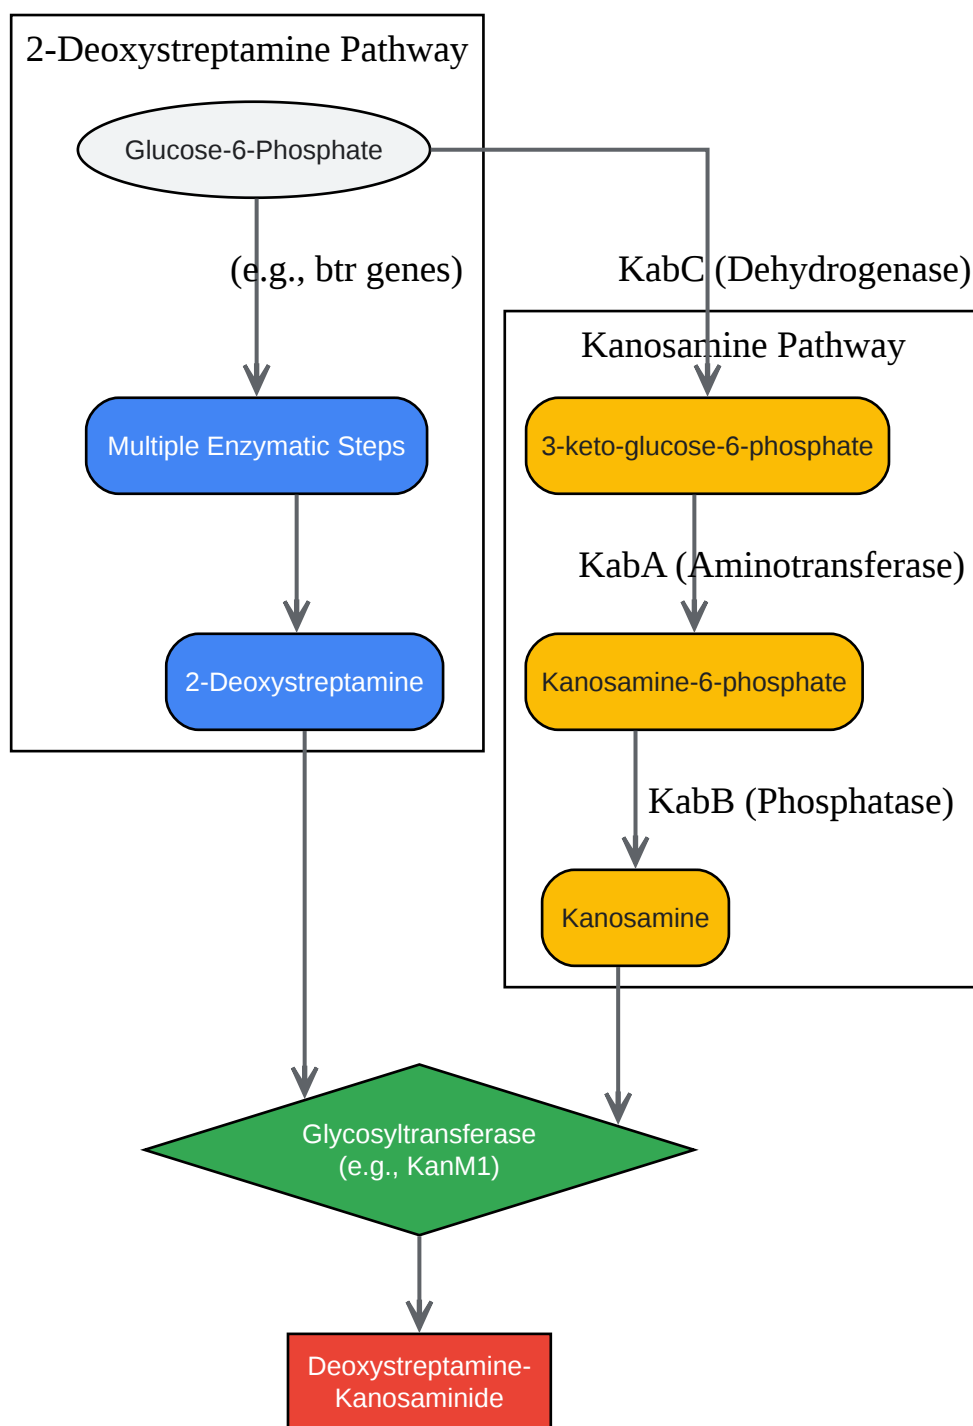 2-Deoxystreptamine Pathway
Glucose-6-Phosphate
(e.g., btr genes)
KabC (Dehydrogenase)
Kanosamine Pathway
Multiple Enzymatic Steps
3-keto-glucose-6-phosphate
KabA (Aminotransferase)
2-Deoxystreptamine
Kanosamine-6-phosphate
KabB (Phosphatase)
Kanosamine
Glycosyltransferase
(e.g., KanM1)
Deoxystreptamine-
Kanosaminide